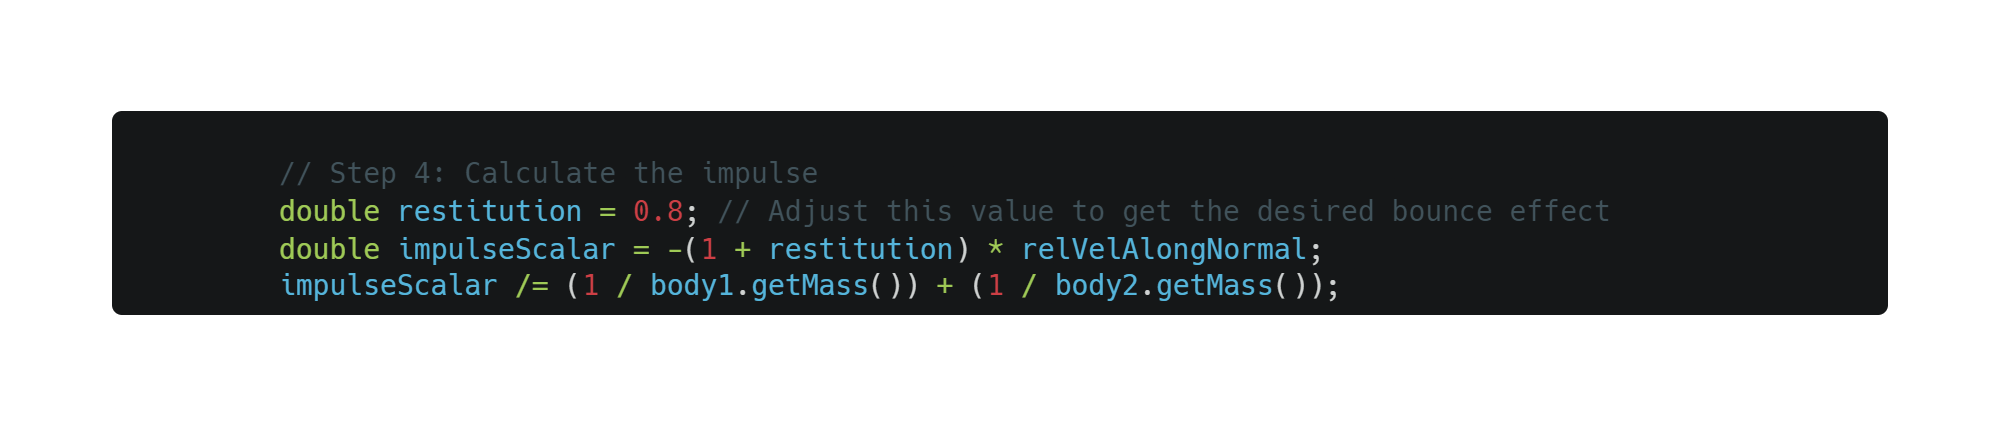 // Step 4: Calculate the impulse
double restitution = 0.8; // Adjust this value to get the desired bounce effect
double impulseScalar = -(1 + restitution) * relVelAlongNormal;
impulseScalar /= (1 / body1.getMass()) + (1 / body2.getMass());